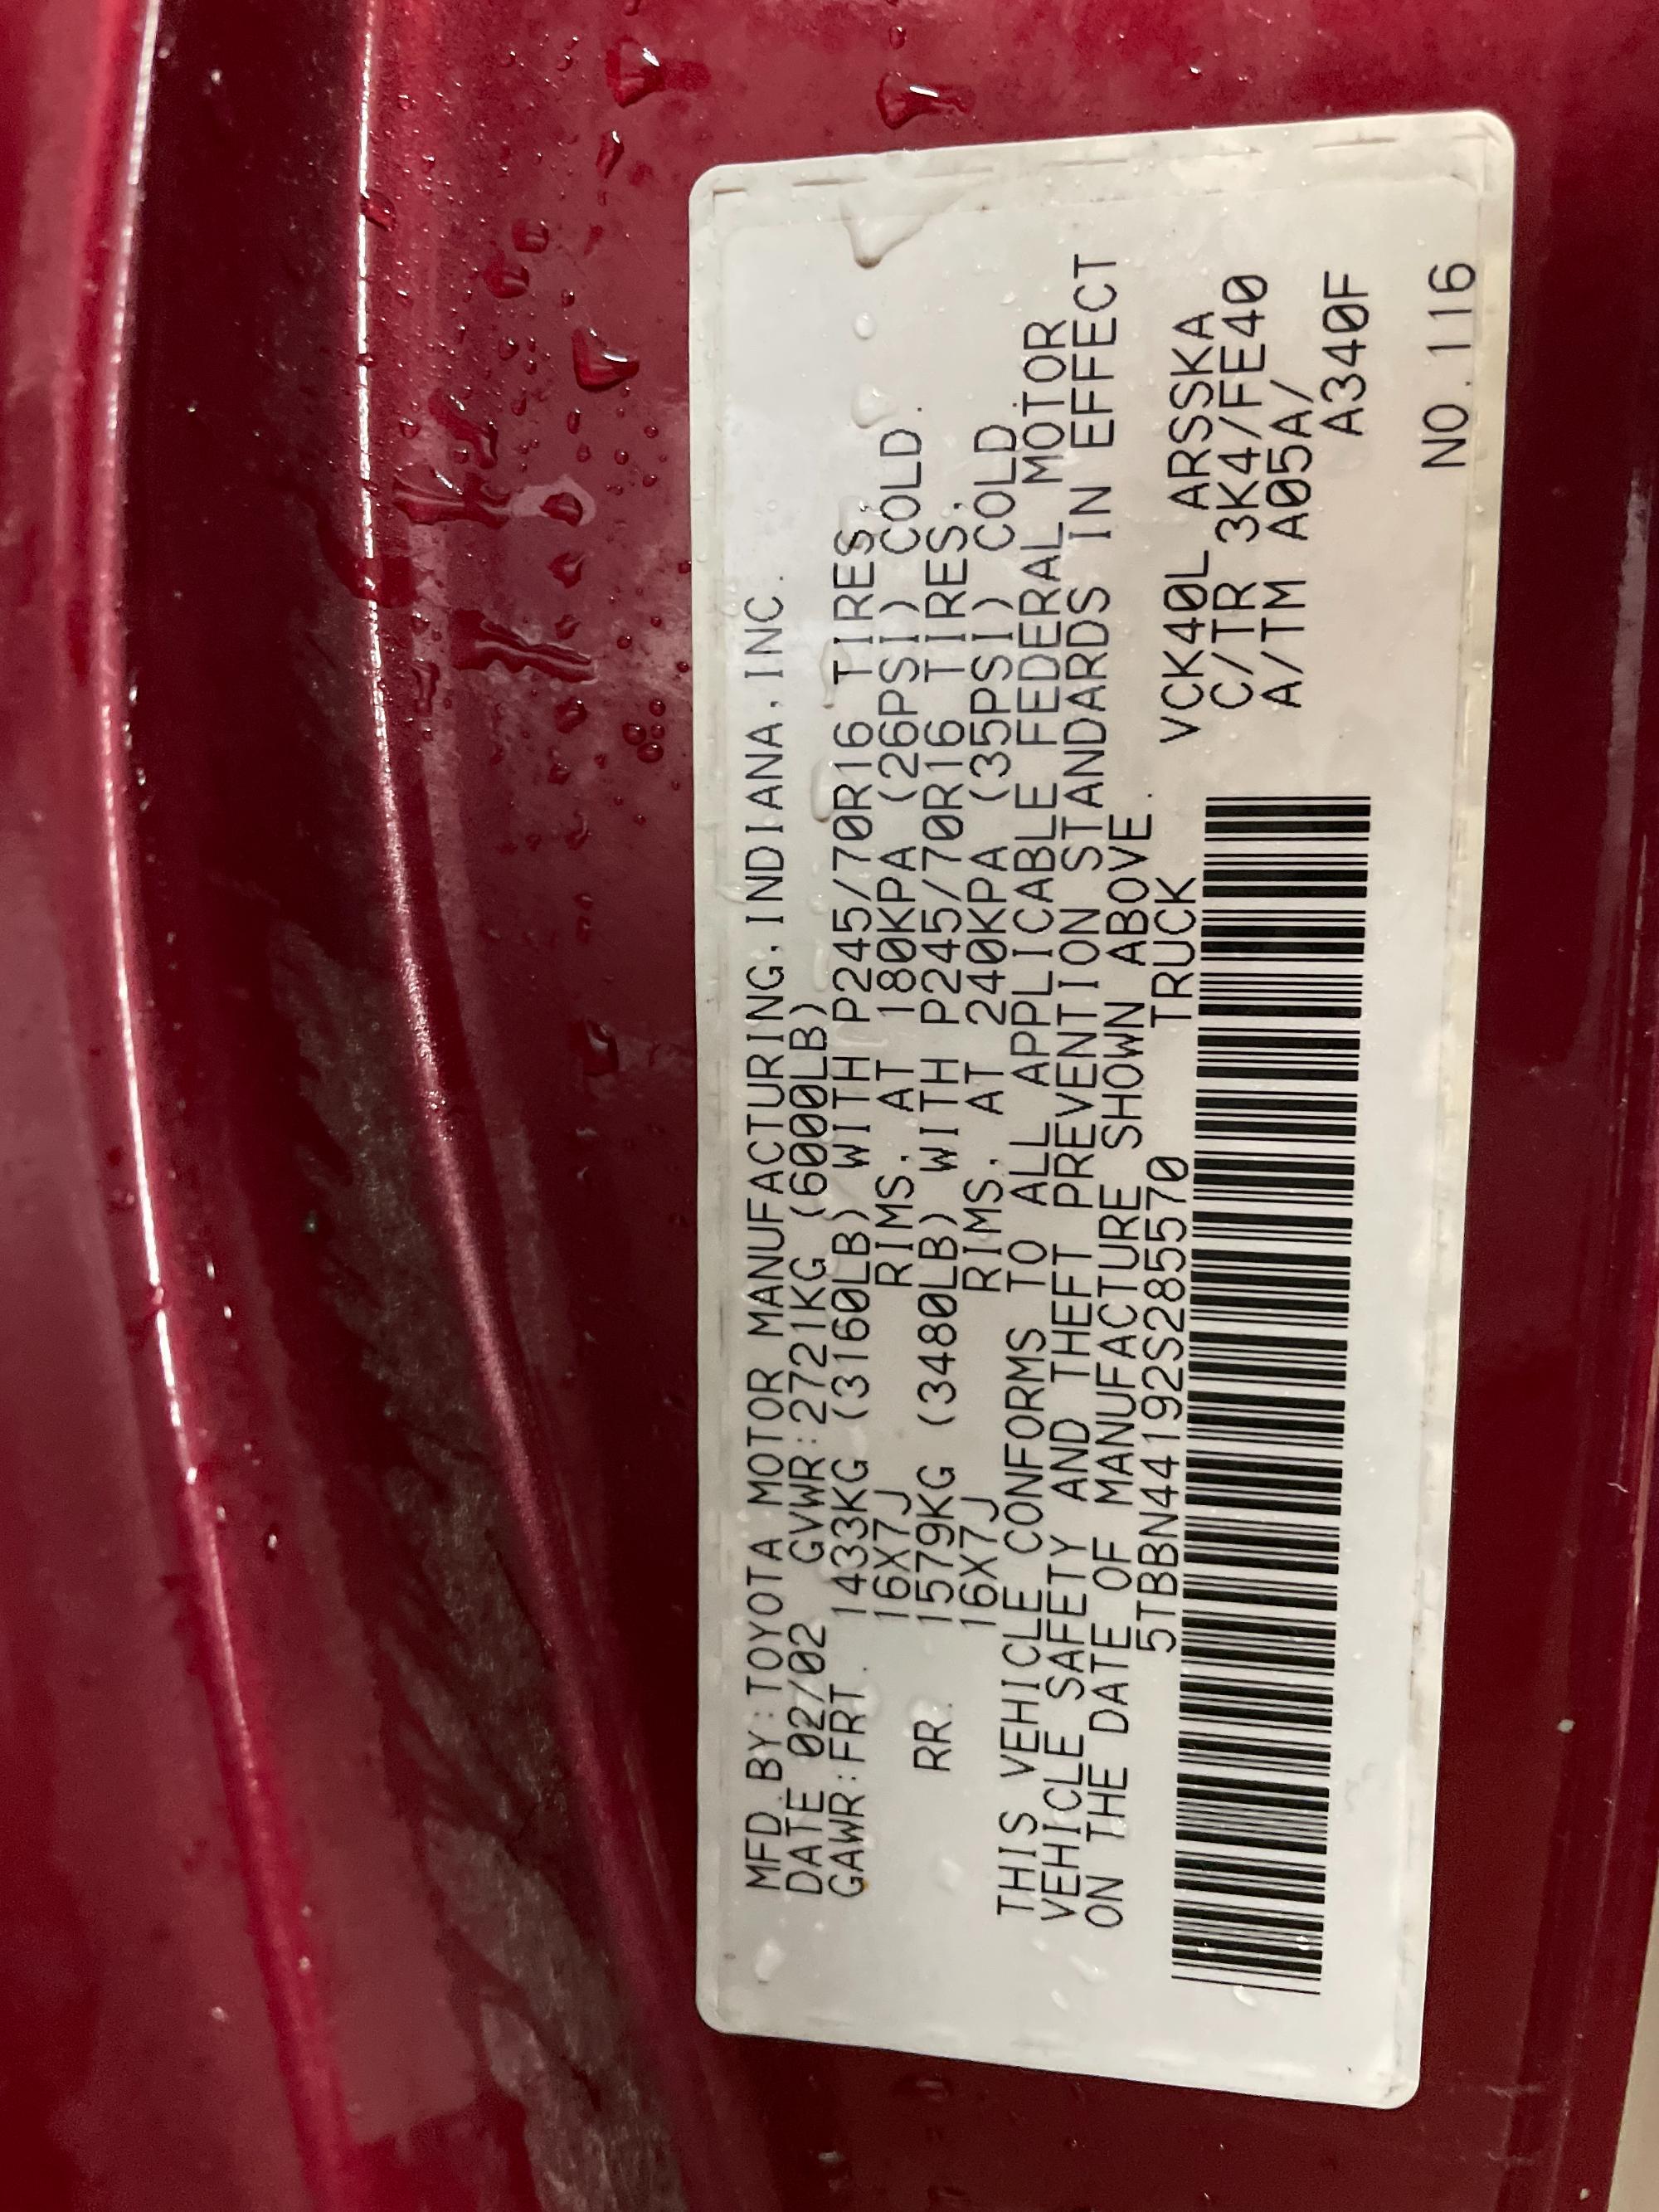 MFD.BY:TOYOTA MOTOR MANUFACTURING,INDIANA,INC.
DATE 02/02 GVWR:2721KG (6000LB)
GAWR:FRT. 1433KG (3160LB) WITH P245/70R16 TIRES,
16X7J RIMS, AT 180KPA (26PSI) COLD.
RR. 1579KG (3480LB) WITH P245/70R16 TIRES,
16X7J RIMS, AT 240KPA (35PSI) COLD
THIS VEHICLE CONFORMS TO ALL APPLICABLE FEDERAL MOTOR
VEHICLE SAFETY AND THEFT PREVENTION STANDARDS IN EFFECT
ON THE DATE OF MANUFACTURE SHOWN ABOVE.
5TBBN44192S285570 TRUCK
VCK40L ARSSKA
C/TR 3K4/FE40
A/TM A05A/
A340F
NO.116